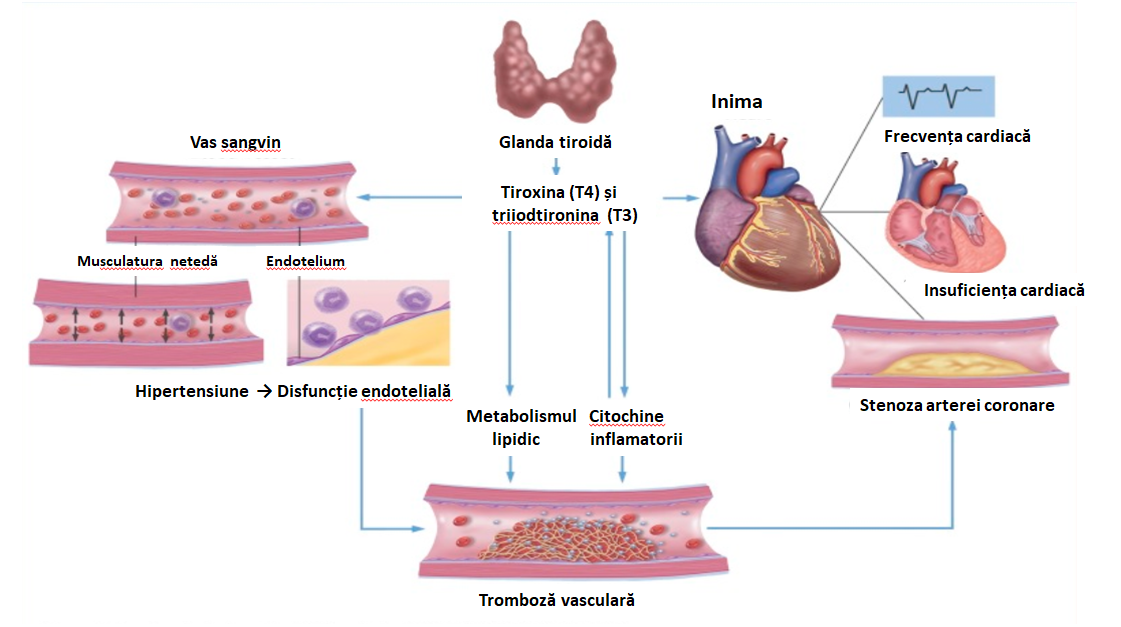 Inima
Frecvența cardiacă
Vas sangvin
Glanda tiroidă
Tiroxina (T4) și
triiodtironina (T3)
Musculatura netedă
Endotelium
Insuficiența cardiacă
Hipertensiune → Disfuncție endotelială
Stenoza arterei coronare
Metabolismul
lipidic
Citochine
inflamatorii
Tromboză vasculară